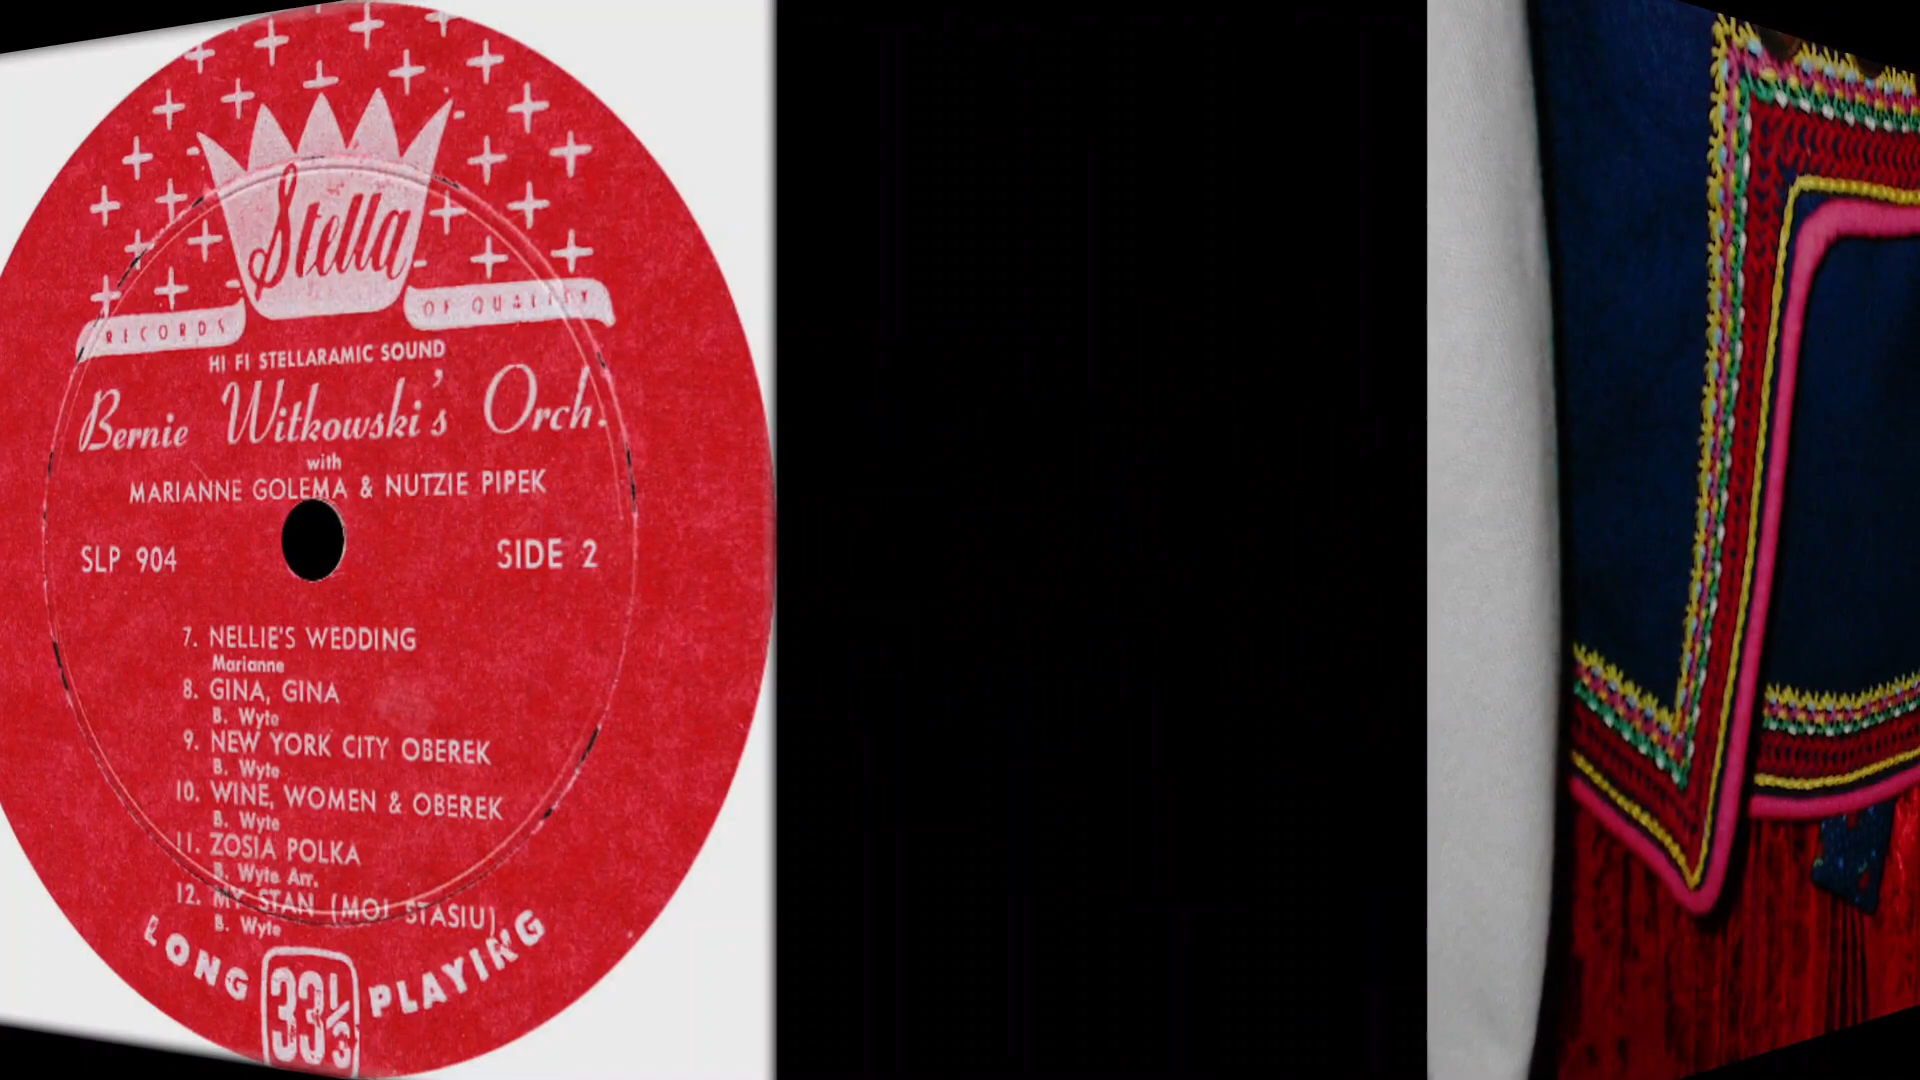 Stella
RECORDS OF QUALITY
HI FI STELLARAMIC SOUND
Bernie Witkowski's Orch.
with
MARIANNE GOLEMA & NUTZIE PIPEK
SLP 904
SIDE 2
7. NELLIE'S WEDDING
Marianne
8. GINA, GINA
B. Wyte
9. NEW YORK CITY OBEREK
B. Wyte
10. WINE, WOMEN & OBEREK
B. Wyte
11. ZOSIA POLKA
B. Wyte Arr.
12. MY STAN (MOJ STASIU)
B. Wyte
LONG 33⅓ PLAYING